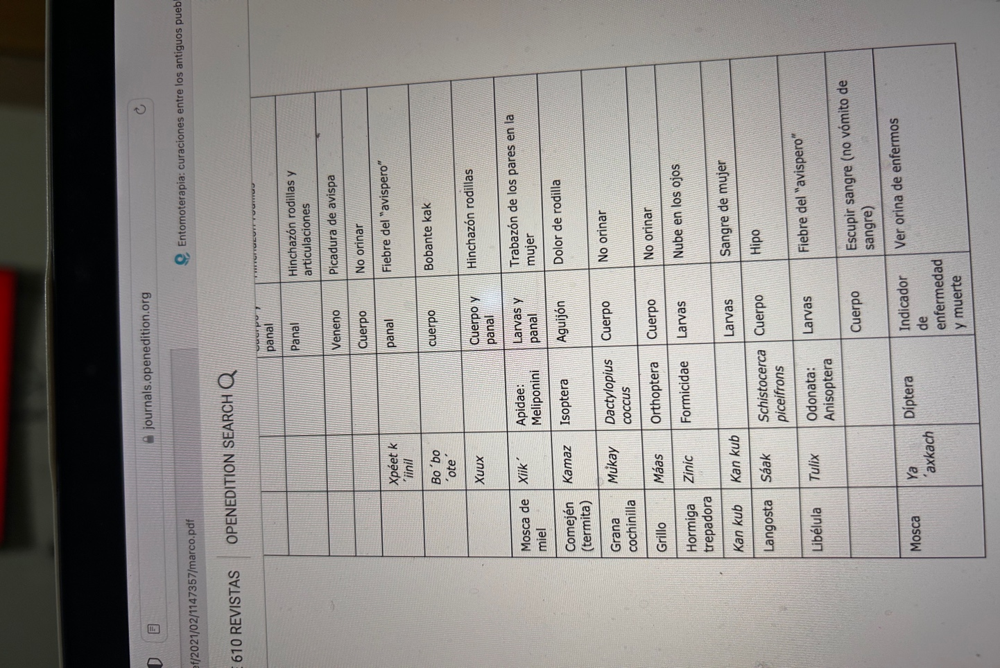 journals.openedition.org
ef/2021/02/1147357/marco.pdf
Entomoterapia: curaciones entre los antiguos puebl
610 REVISTAS
OPENEDITION SEARCH
panal
Panal
Hinchazón rodillas y
articulaciones
Veneno
Picadura de avispa
Cuerpo
No orinar
Xpéet k
´iinil
panal
Fiebre del "avispero"
Bo´bo
´ote´
cuerpo
Bobante kak
Xuux
Cuerpo y
panal
Hinchazón rodillas
Mosca de
miel
Xiik´
Apidae:
Meliponini
Larvas y
panal
Trabazón de los pares en la
mujer
Comején
(termita)
Kamaz
Isoptera
Aguijón
Dolor de rodilla
Grana
cochinilla
Dactylopius
coccus
Cuerpo
No orinar
Grillo
Máas
Orthoptera
Cuerpo
No orinar
Hormiga
trepadora
Zinic
Formicidae
Larvas
Nube en los ojos
Kan kub
Kan kub
Larvas
Sangre de mujer
Langosta
Sáak
Schistocerca
piceifrons
Cuerpo
Hipo
Libélula
Tulix
Odonata:
Anisoptera
Larvas
Fiebre del "avispero"
Cuerpo
Escupir sangre (no vómito de
sangre)
Mosca
Ya
´axkach
Díptera
Indicador
de
enfermedad
y muerte
Ver orina de enfermos